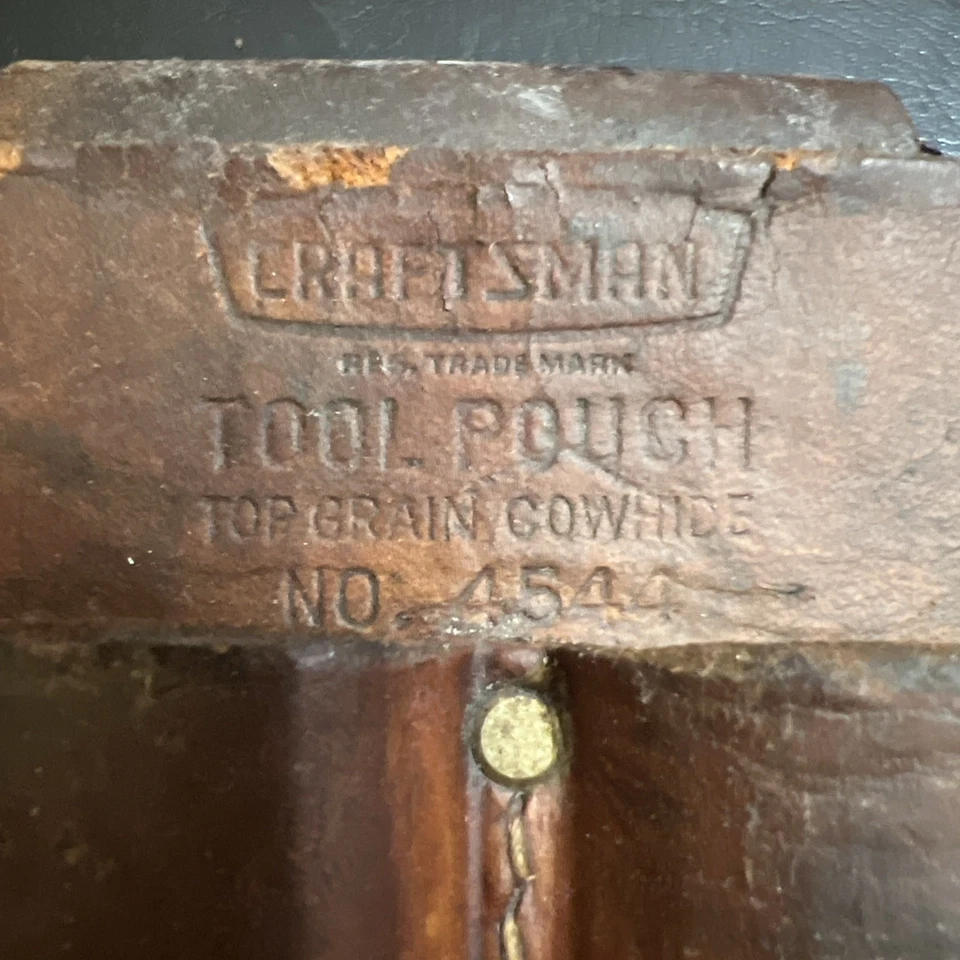 CRAFTSMAN
REG. TRADE MARK
TOOL POUCH
TOP GRAIN COWHIDE
NO. 4544